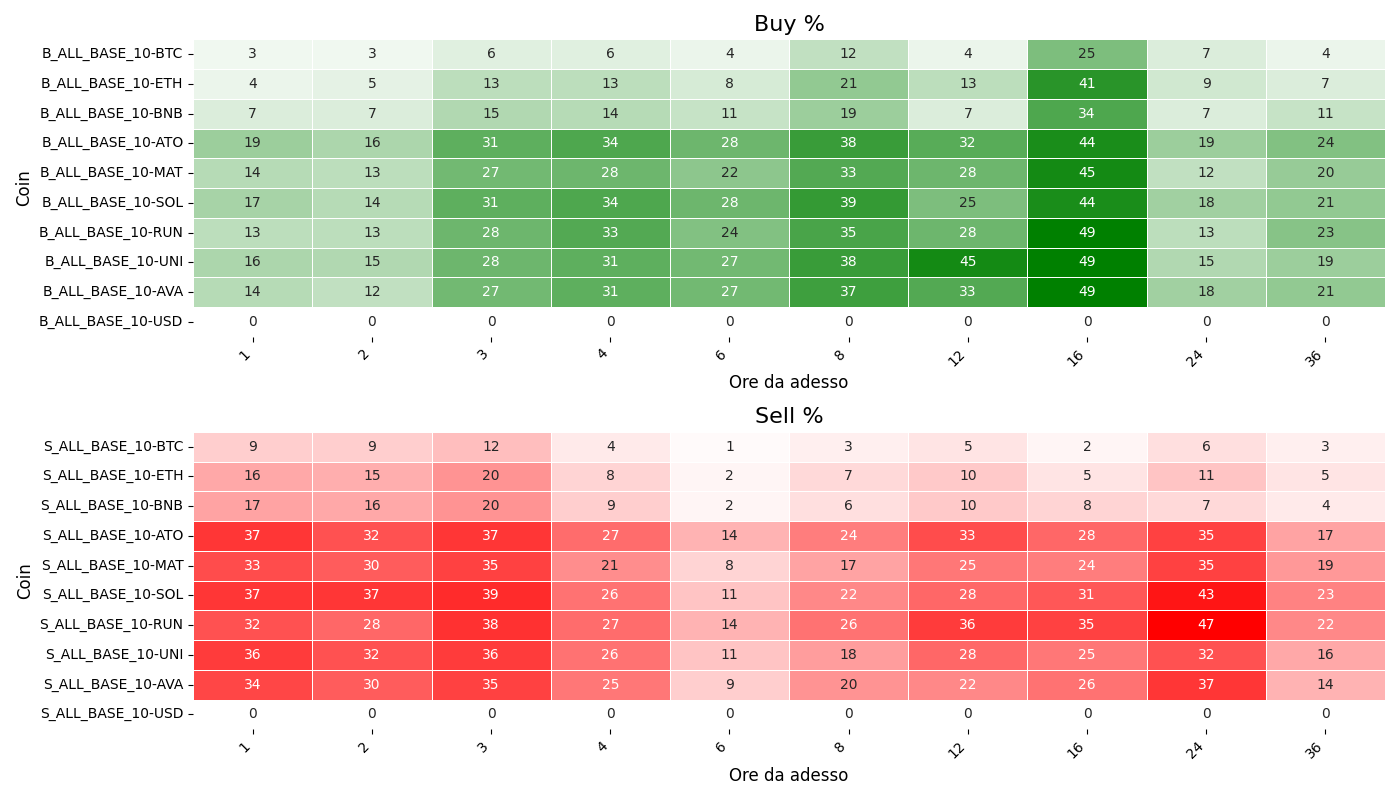 Buy %
Coin
B_ALL_BASE_10-BTC 3 3 6 6 4 12 4 25 7 4
B_ALL_BASE_10-ETH 4 5 13 13 8 21 13 41 9 7
B_ALL_BASE_10-BNB 7 7 15 14 11 19 7 34 7 11
B_ALL_BASE_10-ATO 19 16 31 34 28 38 32 44 19 24
B_ALL_BASE_10-MAT 14 13 27 28 22 33 28 45 12 20
B_ALL_BASE_10-SOL 17 14 31 34 28 39 25 44 18 21
B_ALL_BASE_10-RUN 13 13 28 33 24 35 28 49 13 23
B_ALL_BASE_10-UNI 16 15 28 31 27 38 45 49 15 19
B_ALL_BASE_10-AVA 14 12 27 31 27 37 33 49 18 21
B_ALL_BASE_10-USD 0 0 0 0 0 0 0 0 0 0
1 2 3 4 6 8 12 16 24 36
Ore da adesso
Sell %
Coin
S_ALL_BASE_10-BTC 9 9 12 4 1 3 5 2 6 3
S_ALL_BASE_10-ETH 16 15 20 8 2 7 10 5 11 5
S_ALL_BASE_10-BNB 17 16 20 9 2 6 10 8 7 4
S_ALL_BASE_10-ATO 37 32 37 27 14 24 33 28 35 17
S_ALL_BASE_10-MAT 33 30 35 21 8 17 25 24 35 19
S_ALL_BASE_10-SOL 37 37 39 26 11 22 28 31 43 23
S_ALL_BASE_10-RUN 32 28 38 27 14 26 36 35 47 22
S_ALL_BASE_10-UNI 36 32 36 26 11 18 28 25 32 16
S_ALL_BASE_10-AVA 34 30 35 25 9 20 22 26 37 14
S_ALL_BASE_10-USD 0 0 0 0 0 0 0 0 0 0
1 2 3 4 6 8 12 16 24 36
Ore da adesso